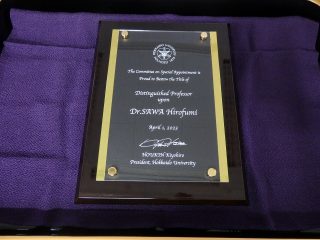 The Committee on Special Appointment is
Proud to Bestow the Title of
Distinguished Professor
upon
Dr.SAWA Hirofumi
April 1, 2023
HOUKIN Kiyohiro
President, Hokkaido University